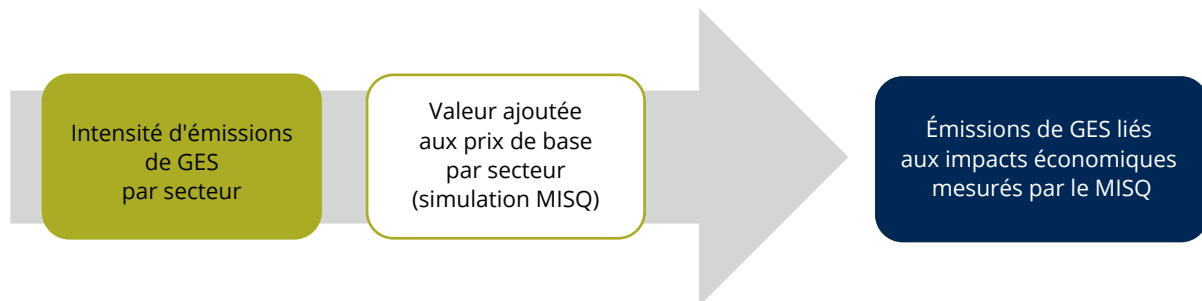 Intensité d'émissions
de GES
par secteur
Valeur ajoutée
aux prix de base
par secteur
(simulation MISQ)
Émissions de GES liés
aux impacts économiques
mesurés par le MISQ